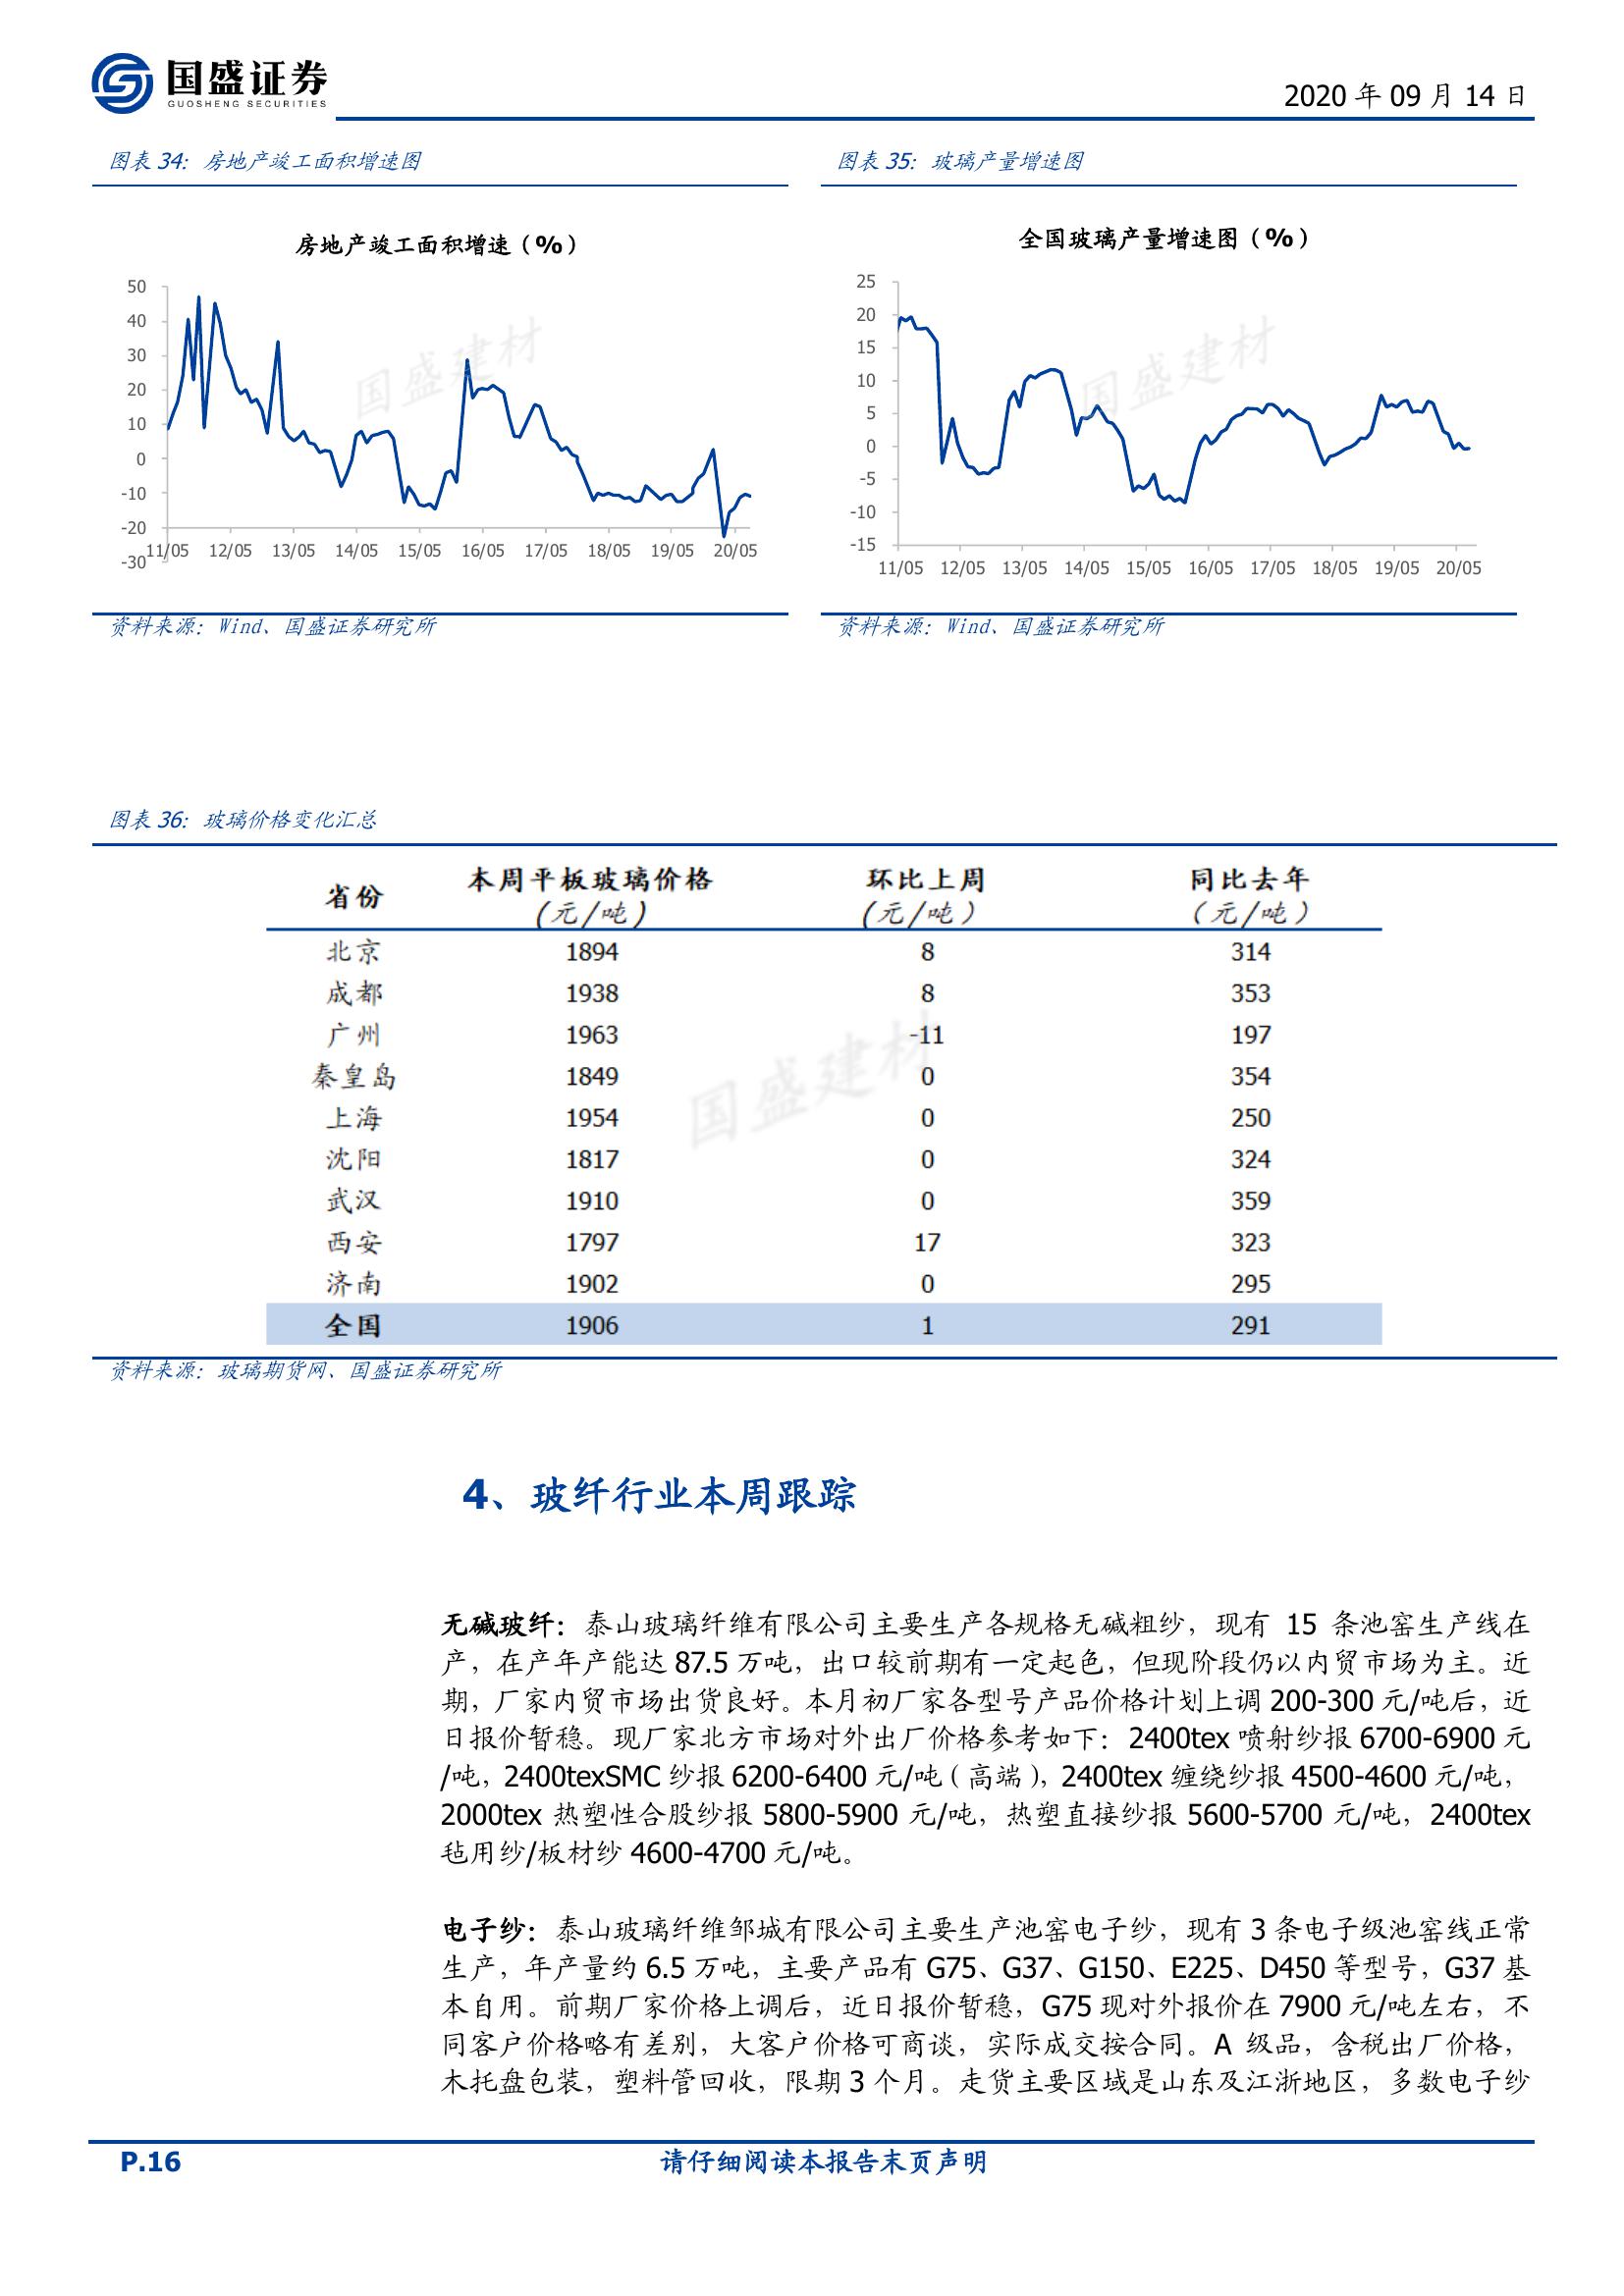 国盛证券
GUOSHENG SECURITIES
2020 年 09 月 14 日
图表 34：房地产竣工面积增速图
图表 35：玻璃产量增速图
房地产竣工面积增速（%）
50
40
30
20
10
0
-10
-20
-30
11/05 12/05 13/05 14/05 15/05 16/05 17/05 18/05 19/05 20/05
国盛建材
全国玻璃产量增速图（%）
25
20
15
10
5
0
-5
-10
-15
11/05 12/05 13/05 14/05 15/05 16/05 17/05 18/05 19/05 20/05
国盛建材
资料来源：Wind、国盛证券研究所
资料来源：Wind、国盛证券研究所
图表 36：玻璃价格变化汇总
省份 本周平板玻璃价格 环比上周 同比去年
(元/吨) (元/吨） （元/吨）
北京 1894 8 314
成都 1938 8 353
广州 1963 -11 197
秦皇岛 1849 0 354
上海 1954 0 250
沈阳 1817 0 324
武汉 1910 0 359
西安 1797 17 323
济南 1902 0 295
全国 1906 1 291
国盛建材
资料来源：玻璃期货网、国盛证券研究所
4、玻纤行业本周跟踪
无碱玻纤：泰山玻璃纤维有限公司主要生产各规格无碱粗纱，现有 15 条池窑生产线在
产，在产年产能达 87.5 万吨，出口较前期有一定起色，但现阶段仍以内贸市场为主。近
期，厂家内贸市场出货良好。本月初厂家各型号产品价格计划上调 200-300 元/吨后，近
日报价暂稳。现厂家北方市场对外出厂价格参考如下：2400tex 喷射纱报 6700-6900 元
/吨，2400texSMC 纱报 6200-6400 元/吨（高端），2400tex 缠绕纱报 4500-4600 元/吨，
2000tex 热塑性合股纱报 5800-5900 元/吨，热塑直接纱报 5600-5700 元/吨，2400tex
毡用纱/板材纱 4600-4700 元/吨。
电子纱：泰山玻璃纤维邹城有限公司主要生产池窑电子纱，现有 3 条电子级池窑线正常
生产，年产量约 6.5 万吨，主要产品有 G75、G37、G150、E225、D450 等型号，G37 基
本自用。前期厂家价格上调后，近日报价暂稳，G75 现对外报价在 7900 元/吨左右，不
同客户价格略有差别，大客户价格可商谈，实际成交按合同。A 级品，含税出厂价格，
木托盘包装，塑料管回收，限期 3 个月。走货主要区域是山东及江浙地区，多数电子纱
P.16
请仔细阅读本报告末页声明